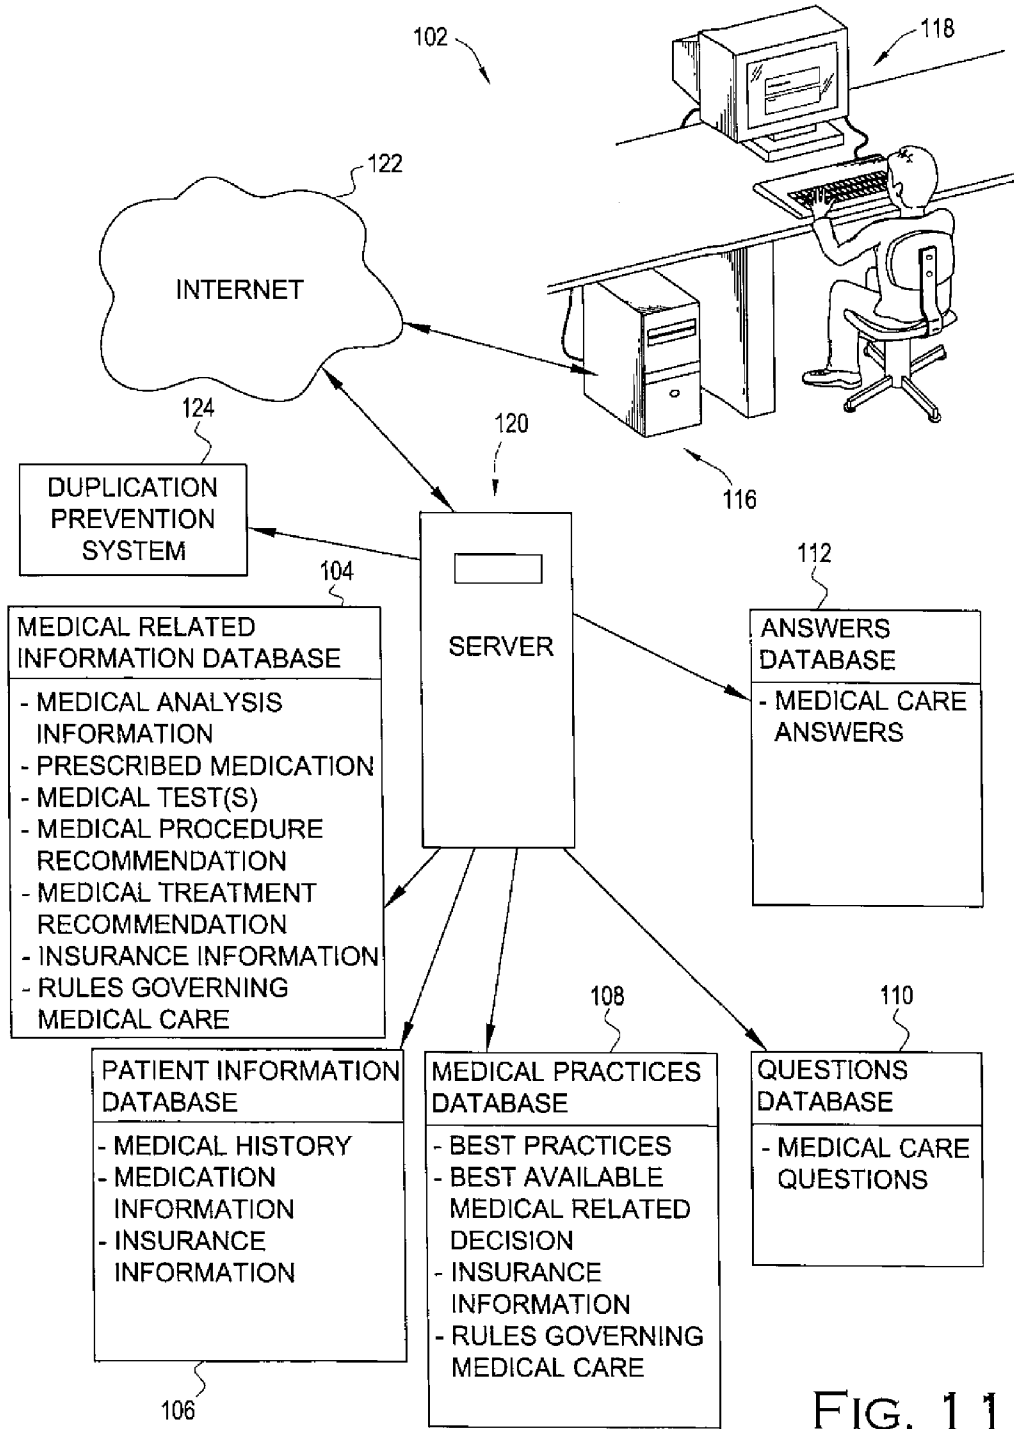 102
118
122
INTERNET
124
120
116
DUPLICATION
PREVENTION
SYSTEM
104
112
MEDICAL RELATED
INFORMATION DATABASE
- MEDICAL ANALYSIS
INFORMATION
- PRESCRIBED MEDICATION
- MEDICAL TEST(S)
- MEDICAL PROCEDURE
RECOMMENDATION
- MEDICAL TREATMENT
RECOMMENDATION
- INSURANCE INFORMATION
- RULES GOVERNING
MEDICAL CARE
SERVER
ANSWERS
DATABASE
- MEDICAL CARE
ANSWERS
108
110
PATIENT INFORMATION
DATABASE
- MEDICAL HISTORY
- MEDICATION
INFORMATION
- INSURANCE
INFORMATION
106
MEDICAL PRACTICES
DATABASE
- BEST PRACTICES
- BEST AVAILABLE
MEDICAL RELATED
DECISION
- INSURANCE
INFORMATION
- RULES GOVERNING
MEDICAL CARE
QUESTIONS
DATABASE
- MEDICAL CARE
QUESTIONS
FIG. 11